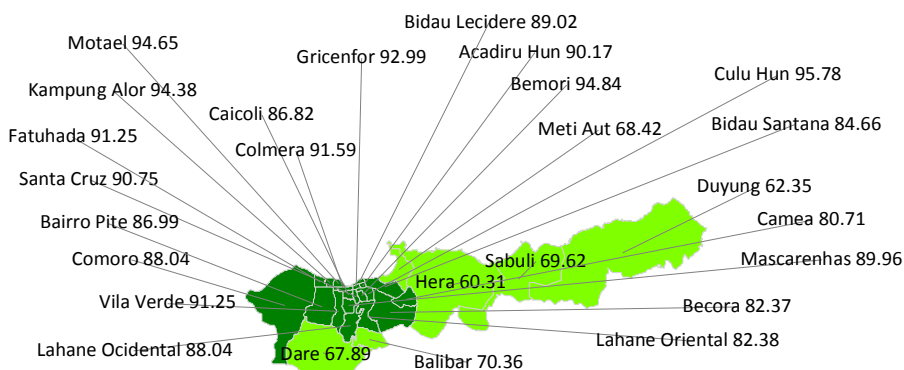 Bidau Lecidere 89.02
Motael 94.65
Gricenfor 92.99
Acadiru Hun 90.17
Culu Hun 95.78
Kampung Alor 94.38
Bemori 94.84
Caicoli 86.82
Meti Aut 68.42
Bidau Santana 84.66
Fatuhada 91.25
Colmera 91.59
Santa Cruz 90.75
Duyung 62.35
Bairro Pite 86.99
Camea 80.71
Comoro 88.04
Sabuli 69.62
Mascarenhas 89.96
Hera 60.31
Vila Verde 91.25
Becora 82.37
Lahane Oriental 82.38
Lahane Ocidental 88.04
Dare 67.89
Balibar 70.36